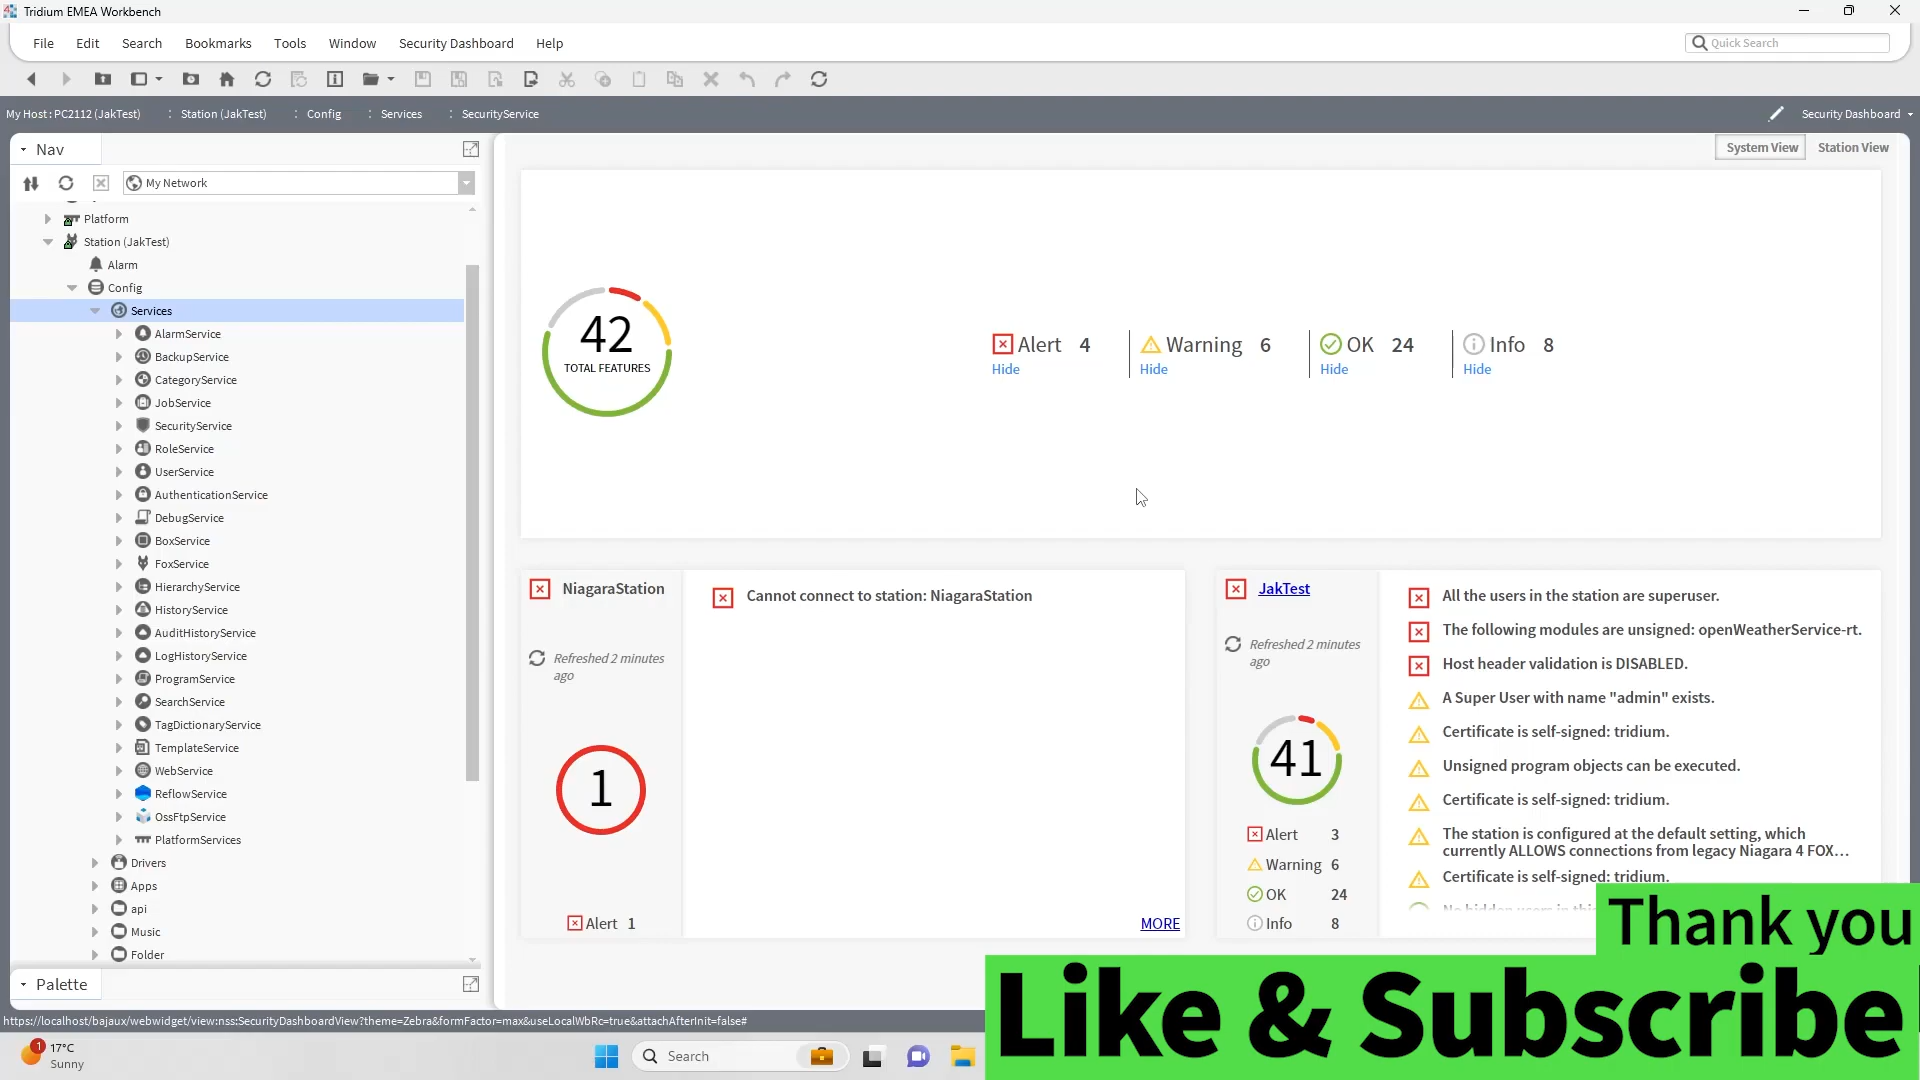 Tridium EMEA Workbench
File Edit Search Bookmarks Tools Window Security Dashboard Help
Quick Search
My Host : PC2112 (JakTest) : Station (JakTest) : Config : Services : SecurityService
Security Dashboard
Nav
System View Station View
My Network
Platform
Station (JakTest)
Alarm
Config
Services
AlarmService
BackupService
CategoryService
JobService
SecurityService
RoleService
UserService
AuthenticationService
DebugService
BoxService
FoxService
HierarchyService
HistoryService
AuditHistoryService
LogHistoryService
ProgramService
SearchService
TagDictionaryService
TemplateService
WebService
ReflowService
OssFtpService
PlatformServices
Drivers
Apps
api
Music
Folder
Palette
42
TOTAL FEATURES
Alert 4
Hide
Warning 6
Hide
OK 24
Hide
Info 8
Hide
NiagaraStation
Refreshed 2 minutes
ago
1
Alert 1
Cannot connect to station: NiagaraStation
MORE
JakTest
Refreshed 2 minutes
ago
41
Alert 3
Warning 6
OK 24
Info 8
All the users in the station are superuser.
The following modules are unsigned: openWeatherService-rt.
Host header validation is DISABLED.
A Super User with name "admin" exists.
Certificate is self-signed: tridium.
Unsigned program objects can be executed.
Certificate is self-signed: tridium.
The station is configured at the default setting, which
currently ALLOWS connections from legacy Niagara 4 FOX...
Certificate is self-signed: tridium.
Thank you
Like & Subscribe
https://localhost/bajaux/webwidget/view:nss:SecurityDashboardView?theme=Zebra&formFactor=max&useLocalWbRc=true&attachAfterInit=false#
1
17°C
Sunny
Search